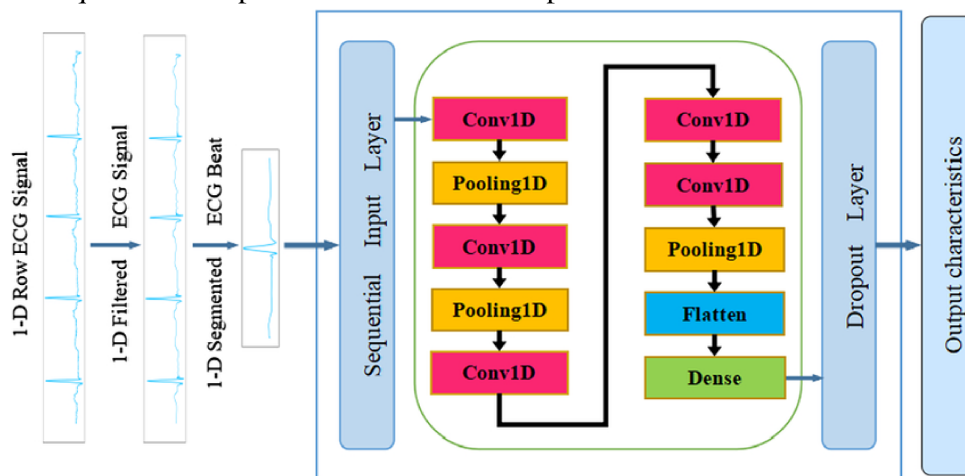 1-D Row ECG Signal
1-D Filtered ECG Signal
1-D Segmented ECG Beat
Sequential Input Layer
Conv1D
Pooling1D
Conv1D
Pooling1D
Conv1D
Conv1D
Conv1D
Pooling1D
Flatten
Dense
Dropout Layer
Output characteristics